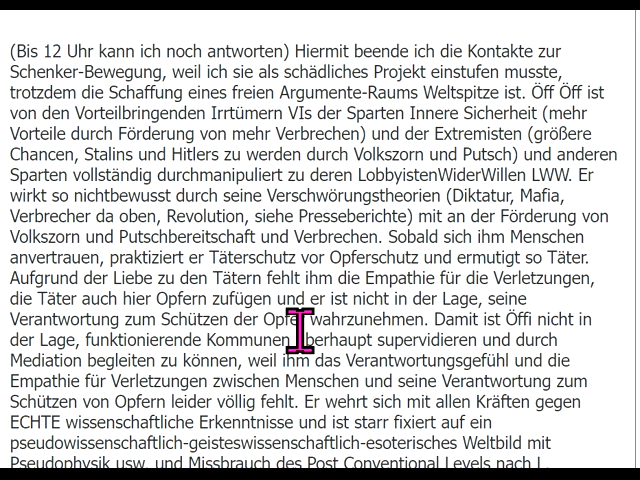 (Bis 12 Uhr kann ich noch antworten) Hiermit beende ich die Kontakte zur
Schenker-Bewegung, weil ich sie als schädliches Projekt einstufen musste,
trotzdem die Schaffung eines freien Argumente-Raums Weltspitze ist. Öff Öff ist
von den Vorteilbringenden Irrtümern VIs der Sparten Innere Sicherheit (mehr
Vorteile durch Förderung von mehr Verbrechen) und der Extremisten (größere
Chancen, Stalins und Hitlers zu werden durch Volkszorn und Putsch) und anderen
Sparten vollständig durchmanipuliert zu deren LobbyistenWiderWillen LWW. Er
wirkt so nichtbewusst durch seine Verschwörungstheorien (Diktatur, Mafia,
Verbrecher da oben, Revolution, siehe Presseberichte) mit an der Förderung von
Volkszorn und Putschbereitschaft und Verbrechen. Sobald sich ihm Menschen
anvertrauen, praktiziert er Täterschutz vor Opferschutz und ermutigt so Täter.
Aufgrund der Liebe zu den Tätern fehlt ihm die Empathie für die Verletzungen,
die Täter auch hier Opfern zufügen und er ist nicht in der Lage, seine
Verantwortung zum Schützen der Opfer wahrzunehmen. Damit ist Öffi nicht in
der Lage, funktionierende Kommunen überhaupt supervidieren und durch
Mediation begleiten zu können, weil ihm das Verantwortungsgefühl und die
Empathie für Verletzungen zwischen Menschen und seine Verantwortung zum
Schützen von Opfern leider völlig fehlt. Er wehrt sich mit allen Kräften gegen
ECHTE wissenschaftliche Erkenntnisse und ist starr fixiert auf ein
pseudowissenschaftlich-geisteswissenschaftlich-esoterisches Weltbild mit
Pseudophysik usw. und Missbrauch des Post Conventional Levels nach L.